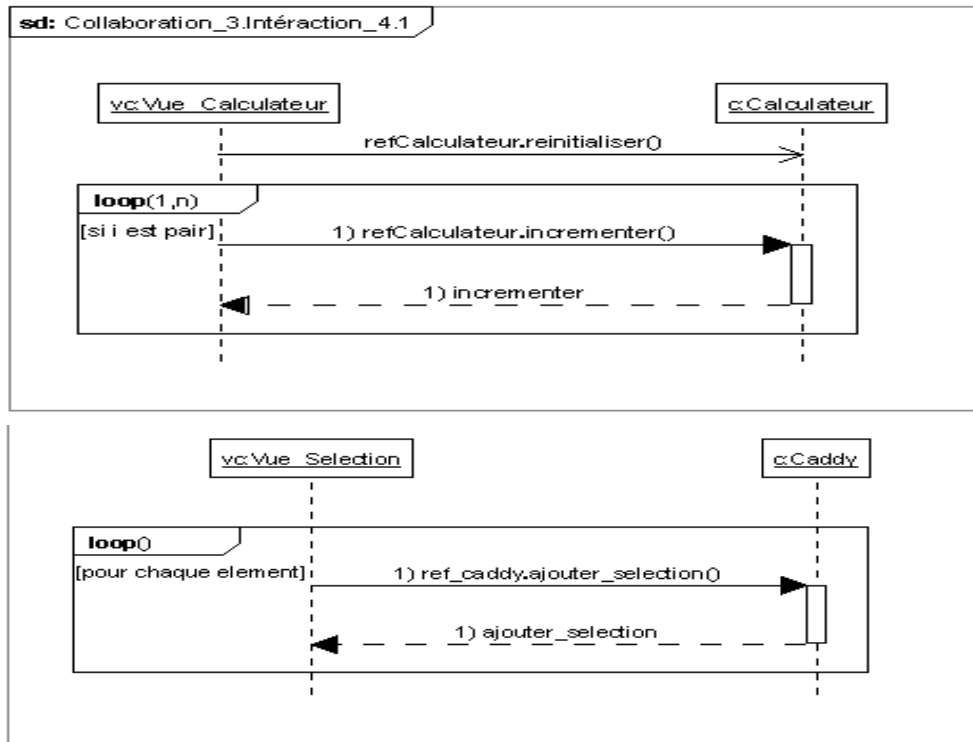 sd: Collaboration_3.Intéraction_4.1
vc:Vue_Calculateur
c:Calculateur
refCalculateur.reinitialiser()
loop(1,n)
[si i est pair]
1) refCalculateur.incrementer()
1) incrementer
vc:Vue_Selection
c:Caddy
loop()
[pour chaque element]
1) ref_caddy.ajouter_selection()
1) ajouter_selection